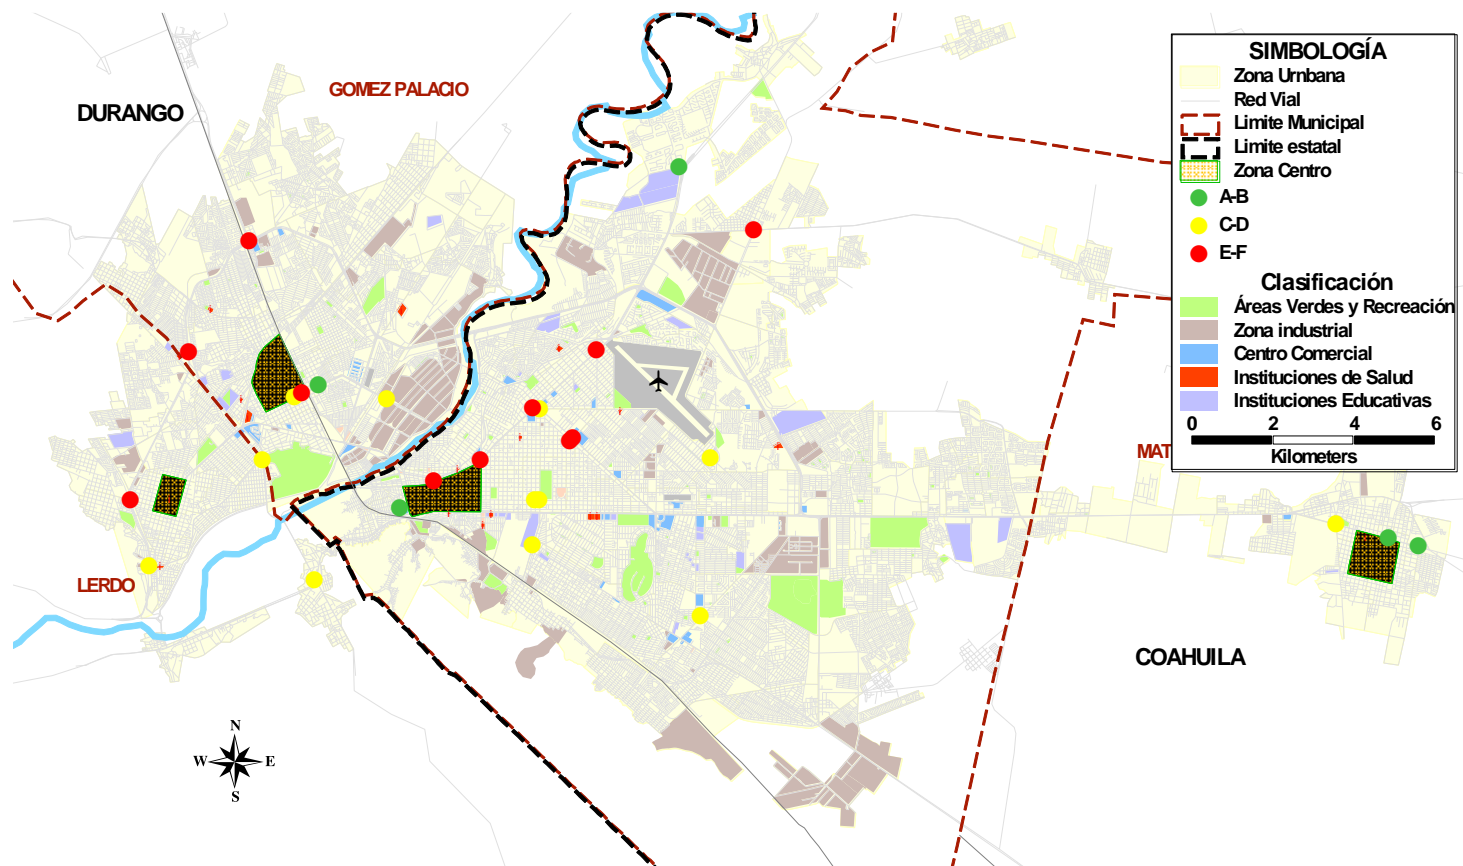 SIMBOLOGÍA
Zona Urnbana
Red Vial
Limite Municipal
Limite estatal
Zona Centro
A-B
C-D
E-F
Clasificación
Áreas Verdes y Recreación
Zona industrial
Centro Comercial
Instituciones de Salud
Instituciones Educativas
0 2 4 6
Kilometers
GOMEZ PALACIO
DURANGO
MAT
LERDO
COAHUILA
N
W E
S